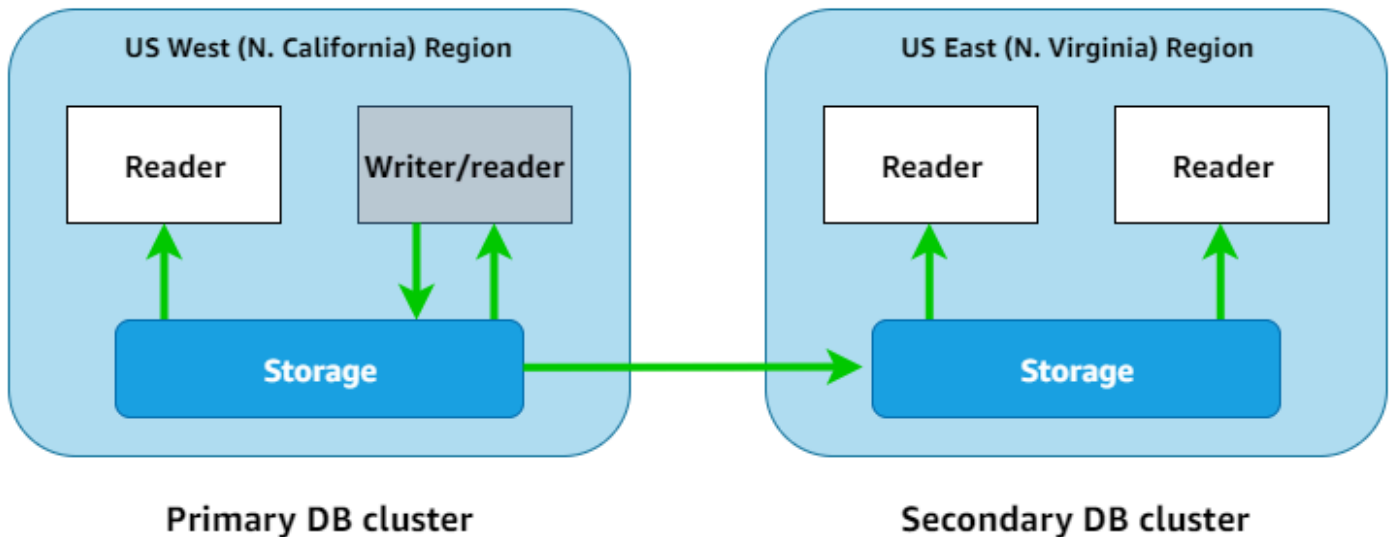 US West (N. California) Region
US East (N. Virginia) Region
Reader
Writer/reader
Reader
Reader
Storage
Storage
Primary DB cluster
Secondary DB cluster